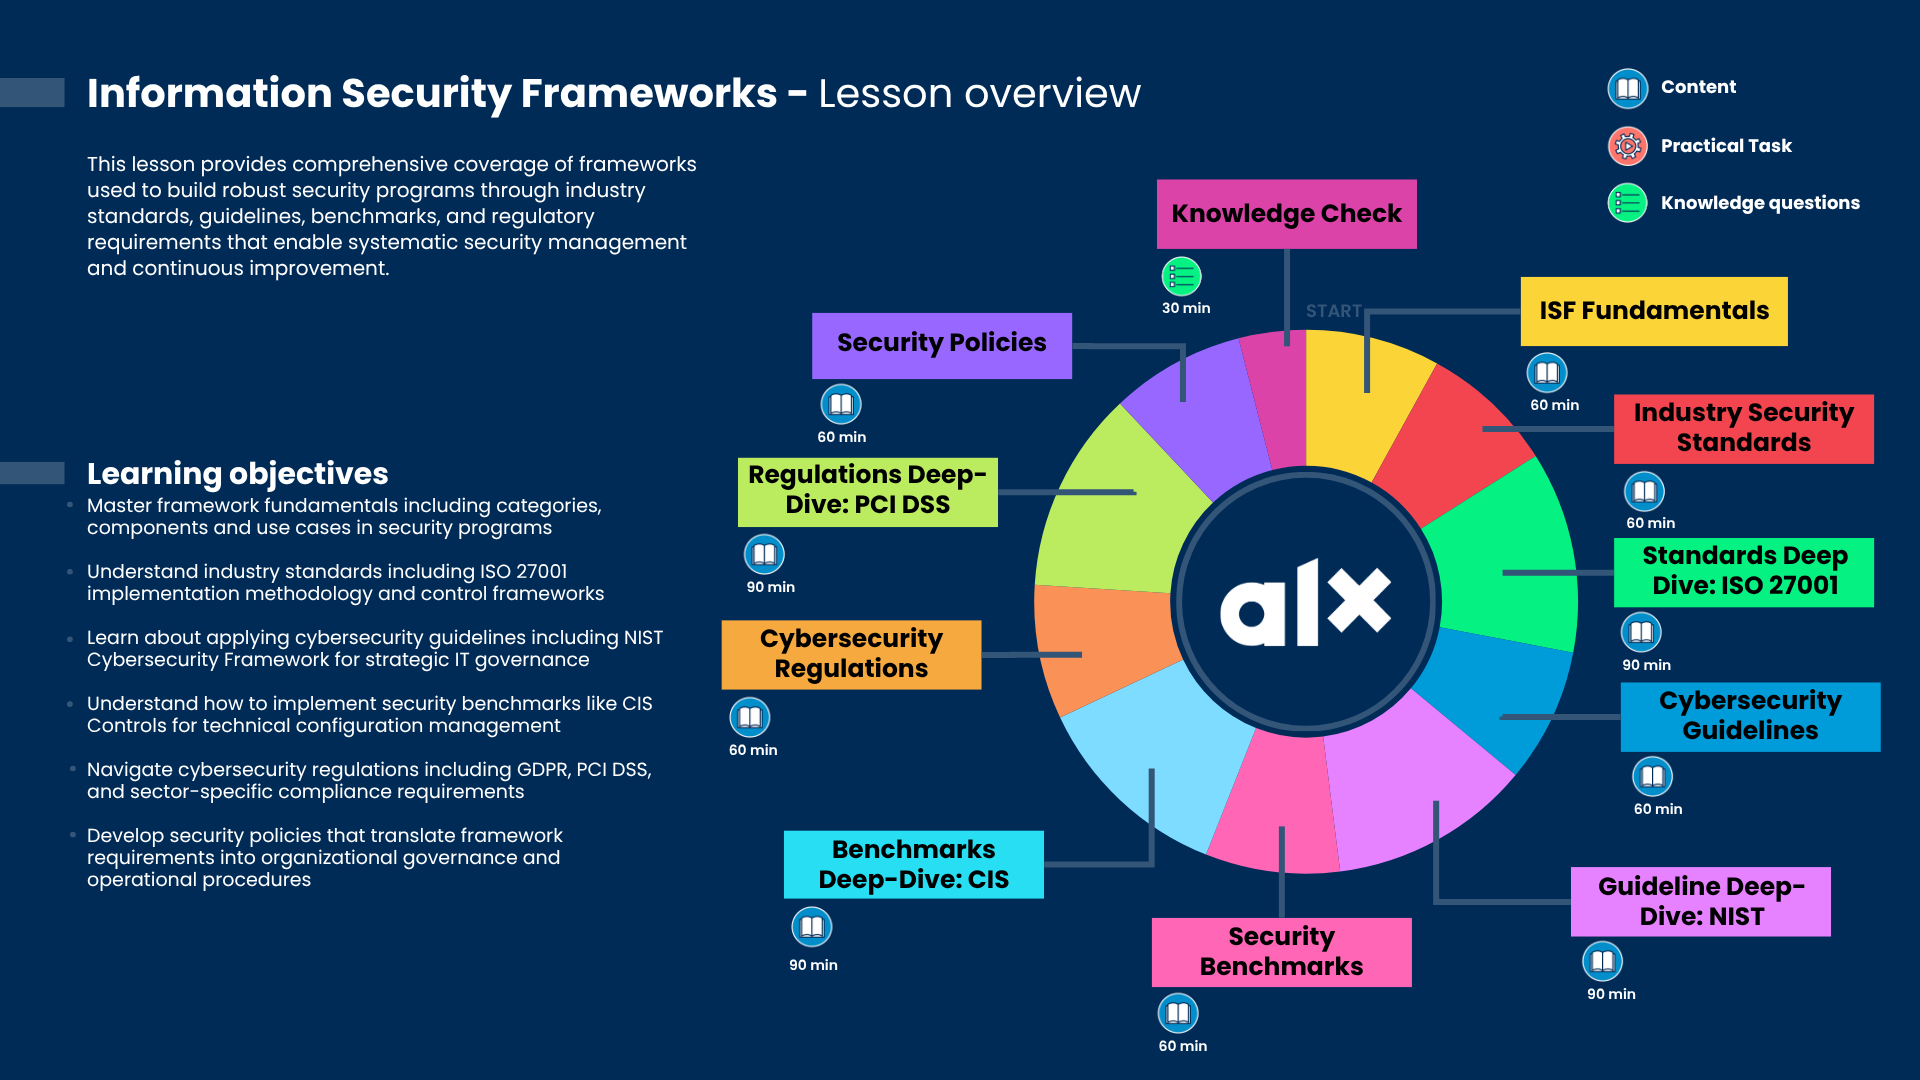 Information Security Frameworks - Lesson overview
This lesson provides comprehensive coverage of frameworks
used to build robust security programs through industry
standards, guidelines, benchmarks, and regulatory
requirements that enable systematic security management
and continuous improvement.
Learning objectives
Master framework fundamentals including categories,
components and use cases in security programs
Understand industry standards including ISO 27001
implementation methodology and control frameworks
Learn about applying cybersecurity guidelines including NIST
Cybersecurity Framework for strategic IT governance
Understand how to implement security benchmarks like CIS
Controls for technical configuration management
Navigate cybersecurity regulations including GDPR, PCI DSS,
and sector-specific compliance requirements
Develop security policies that translate framework
requirements into organizational governance and
operational procedures
Content
Practical Task
Knowledge questions
START
ISF Fundamentals
60 min
Industry Security
Standards
60 min
Standards Deep
Dive: ISO 27001
90 min
Cybersecurity
Guidelines
60 min
Guideline Deep-
Dive: NIST
90 min
Security
Benchmarks
60 min
Benchmarks
Deep-Dive: CIS
90 min
Cybersecurity
Regulations
60 min
Regulations Deep-
Dive: PCI DSS
90 min
Security Policies
60 min
Knowledge Check
30 min
alx